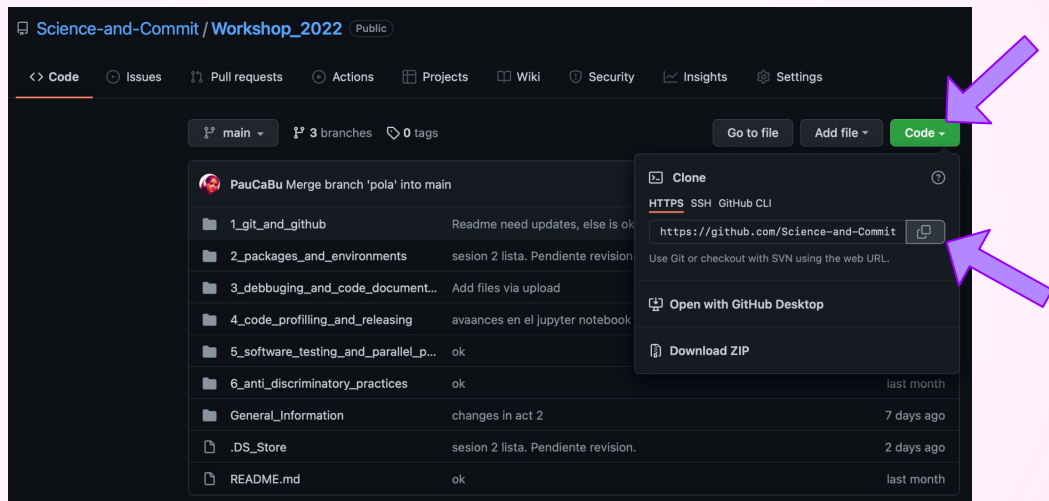 Science-and-Commit / Workshop_2022 Public
<> Code Issues Pull requests Actions Projects Wiki Security Insights Settings
main 3 branches 0 tags Go to file Add file Code
PauCaBu Merge branch 'pola' into main
Clone
HTTPS SSH GitHub CLI
1_git_and_github Readme need updates, else is ok
https://github.com/Science-and-Commit
2_packages_and_environments sesion 2 lista. Pendiente revision.
Use Git or checkout with SVN using the web URL.
3_debbuging_and_code_document... Add files via upload
Open with GitHub Desktop
4_code_profilling_and_releasing avaances en el jupyter notebook
5_software_testing_and_parallel_p... ok
Download ZIP
6_anti_discriminatory_practices ok last month
General_Information changes in act 2 7 days ago
.DS_Store sesion 2 lista. Pendiente revision. 2 days ago
README.md ok last month